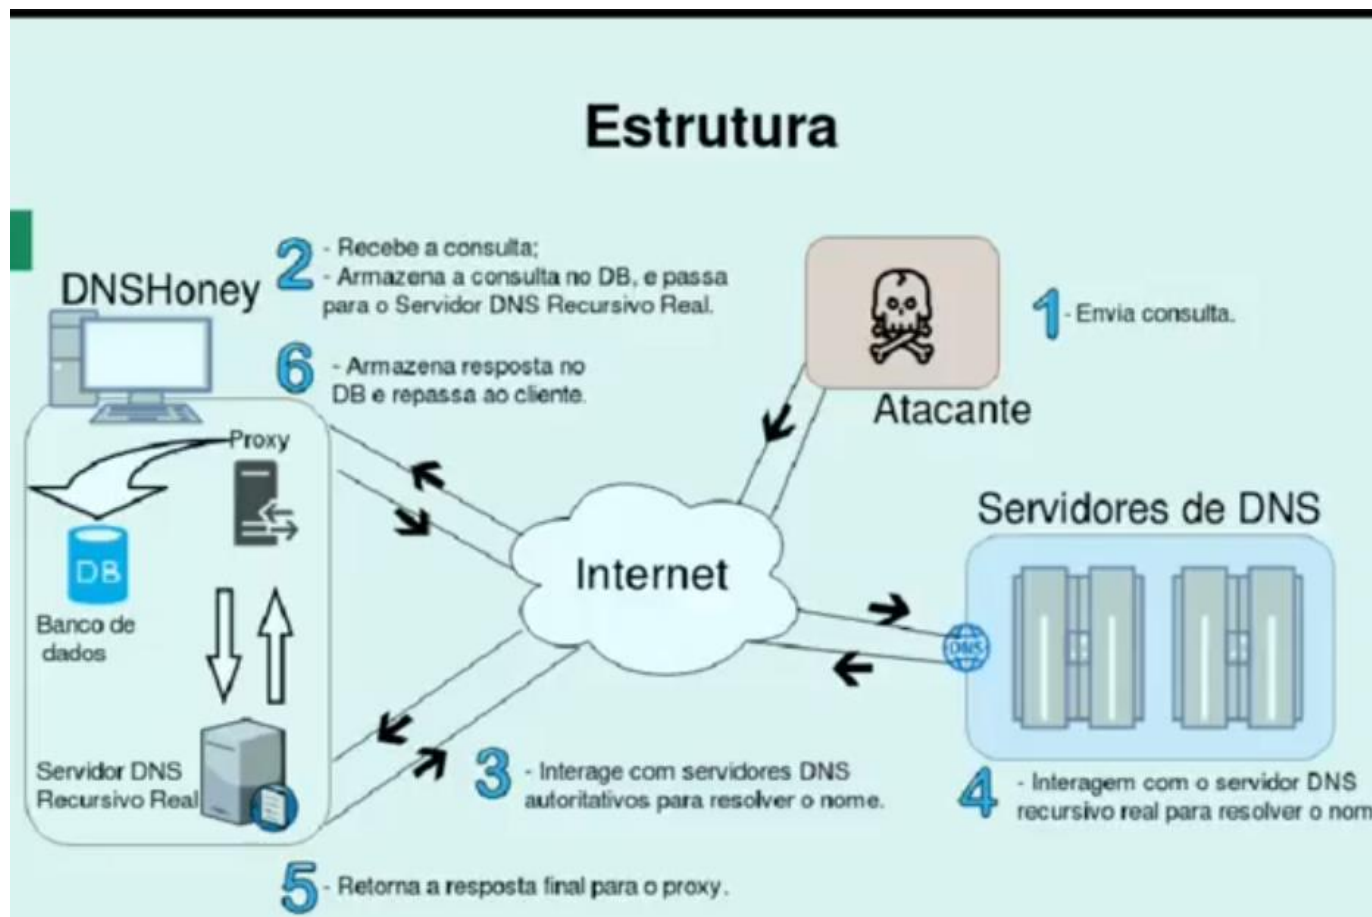 Estrutura
DNSHoney
2 - Recebe a consulta;
- Armazena a consulta no DB, e passa
para o Servidor DNS Recursivo Real.
6 - Armazena resposta no
DB e repassa ao cliente.
1 - Envia consulta.
Atacante
Proxy
DB
Banco de
dados
Servidor DNS
Recursivo Real
Internet
Servidores de DNS
DNS
3 - Interage com servidores DNS
autoritativos para resolver o nome.
4 - Interagem com o servidor DNS
recursivo real para resolver o nom
5 - Retorna a resposta final para o proxy.